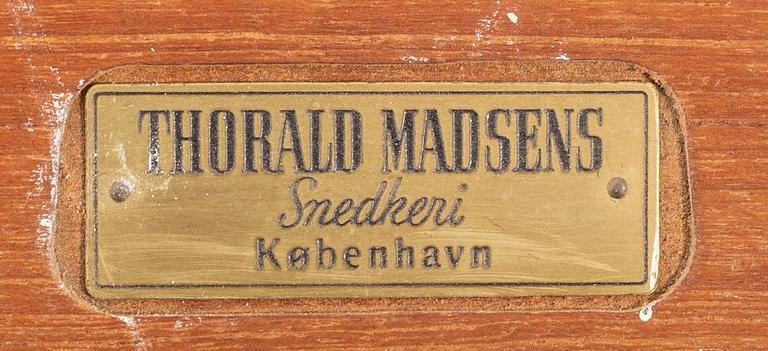 THORALD MADSENS
Snedkeri
København